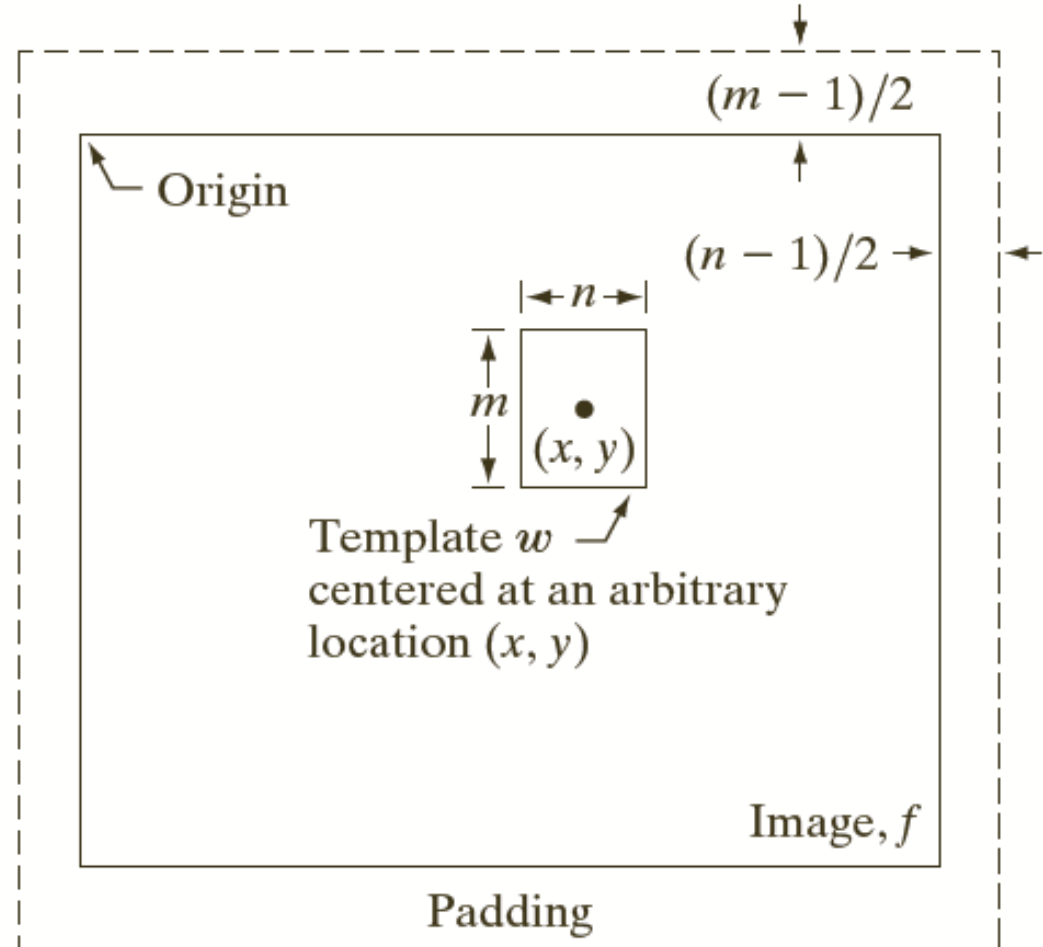 (m − 1)/2
Origin
(n − 1)/2
n
m
(x, y)
Template w
centered at an arbitrary
location (x, y)
Image, f
Padding